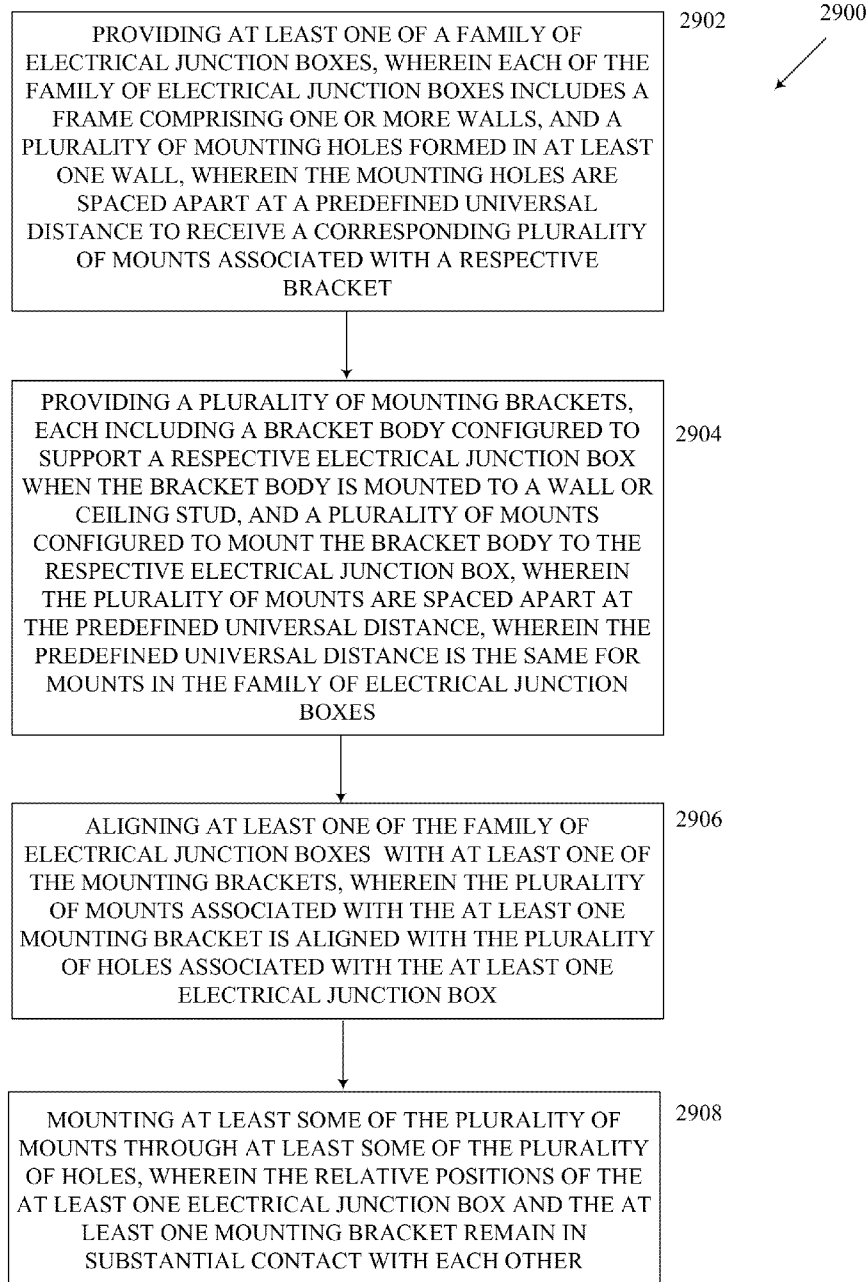 2900
2902
PROVIDING AT LEAST ONE OF A FAMILY OF
ELECTRICAL JUNCTION BOXES, WHEREIN EACH OF THE
FAMILY OF ELECTRICAL JUNCTION BOXES INCLUDES A
FRAME COMPRISING ONE OR MORE WALLS, AND A
PLURALITY OF MOUNTING HOLES FORMED IN AT LEAST
ONE WALL, WHEREIN THE MOUNTING HOLES ARE
SPACED APART AT A PREDEFINED UNIVERSAL
DISTANCE TO RECEIVE A CORRESPONDING PLURALITY
OF MOUNTS ASSOCIATED WITH A RESPECTIVE
BRACKET
2904
PROVIDING A PLURALITY OF MOUNTING BRACKETS,
EACH INCLUDING A BRACKET BODY CONFIGURED TO
SUPPORT A RESPECTIVE ELECTRICAL JUNCTION BOX
WHEN THE BRACKET BODY IS MOUNTED TO A WALL OR
CEILING STUD, AND A PLURALITY OF MOUNTS
CONFIGURED TO MOUNT THE BRACKET BODY TO THE
RESPECTIVE ELECTRICAL JUNCTION BOX, WHEREIN
THE PLURALITY OF MOUNTS ARE SPACED APART AT
THE PREDEFINED UNIVERSAL DISTANCE, WHEREIN THE
PREDEFINED UNIVERSAL DISTANCE IS THE SAME FOR
MOUNTS IN THE FAMILY OF ELECTRICAL JUNCTION
BOXES
2906
ALIGNING AT LEAST ONE OF THE FAMILY OF
ELECTRICAL JUNCTION BOXES WITH AT LEAST ONE OF
THE MOUNTING BRACKETS, WHEREIN THE PLURALITY
OF MOUNTS ASSOCIATED WITH THE AT LEAST ONE
MOUNTING BRACKET IS ALIGNED WITH THE PLURALITY
OF HOLES ASSOCIATED WITH THE AT LEAST ONE
ELECTRICAL JUNCTION BOX
2908
MOUNTING AT LEAST SOME OF THE PLURALITY OF
MOUNTS THROUGH AT LEAST SOME OF THE PLURALITY
OF HOLES, WHEREIN THE RELATIVE POSITIONS OF THE
AT LEAST ONE ELECTRICAL JUNCTION BOX AND THE AT
LEAST ONE MOUNTING BRACKET REMAIN IN
SUBSTANTIAL CONTACT WITH EACH OTHER